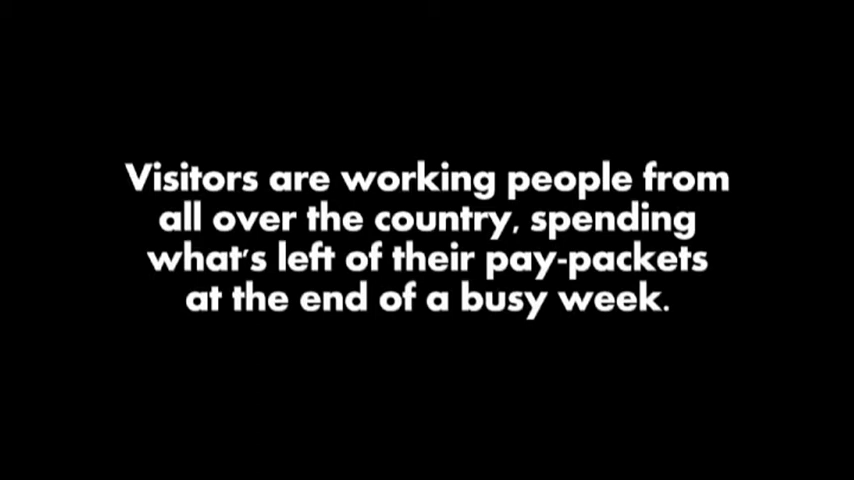 Visitors are working people from
all over the country, spending
what's left of their pay-packets
at the end of a busy week.